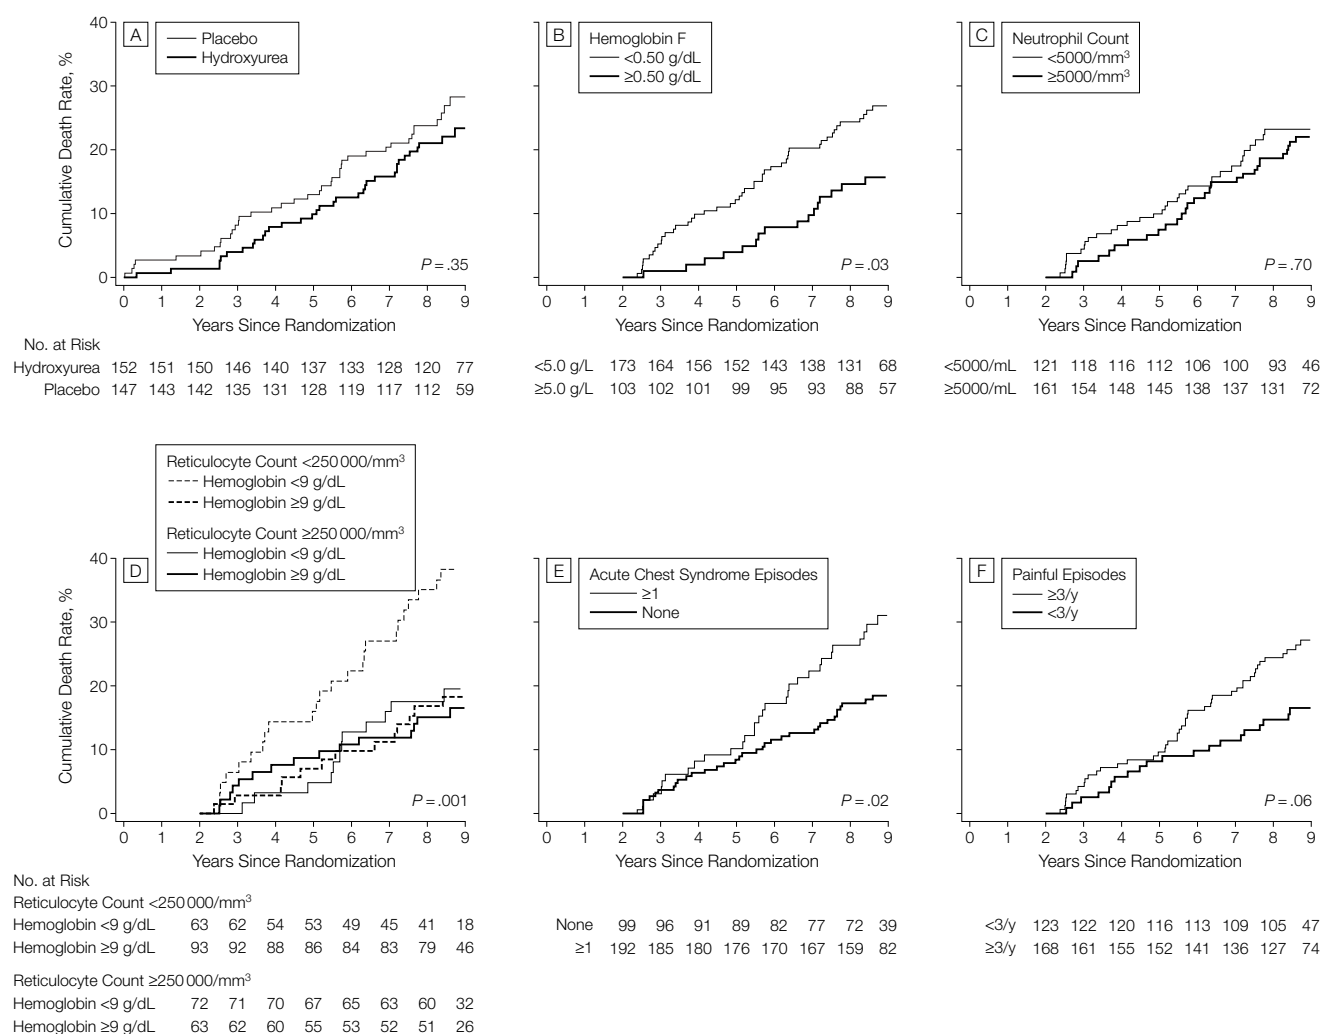 A
Placebo
Hydroxyurea
Cumulative Death Rate, %
40
30
20
10
0
P = .35
0 1 2 3 4 5 6 7 8 9
Years Since Randomization
B
Hemoglobin F
<0.50 g/dL
≥0.50 g/dL
P = .03
0 1 2 3 4 5 6 7 8 9
Years Since Randomization
C
Neutrophil Count
<5000/mm³
≥5000/mm³
P = .70
0 1 2 3 4 5 6 7 8 9
Years Since Randomization
No. at Risk
Hydroxyurea 152 151 150 146 140 137 133 128 120 77
Placebo 147 143 142 135 131 128 119 117 112 59
<5.0 g/L 173 164 156 152 143 138 131 68
≥5.0 g/L 103 102 101 99 95 93 88 57
<5000/mL 121 118 116 112 106 100 93 46
≥5000/mL 161 154 148 145 138 137 131 72
D
Reticulocyte Count <250 000/mm³
Hemoglobin <9 g/dL
Hemoglobin ≥9 g/dL
Reticulocyte Count ≥250 000/mm³
Hemoglobin <9 g/dL
Hemoglobin ≥9 g/dL
Cumulative Death Rate, %
40
30
20
10
0
P = .001
0 1 2 3 4 5 6 7 8 9
Years Since Randomization
E
Acute Chest Syndrome Episodes
≥1
None
P = .02
0 1 2 3 4 5 6 7 8 9
Years Since Randomization
F
Painful Episodes
≥3/y
<3/y
P = .06
0 1 2 3 4 5 6 7 8 9
Years Since Randomization
No. at Risk
Reticulocyte Count <250 000/mm³
Hemoglobin <9 g/dL 63 62 54 53 49 45 41 18
Hemoglobin ≥9 g/dL 93 92 88 86 84 83 79 46
Reticulocyte Count ≥250 000/mm³
Hemoglobin <9 g/dL 72 71 70 67 65 63 60 32
Hemoglobin ≥9 g/dL 63 62 60 55 53 52 51 26
None 99 96 91 89 82 77 72 39
≥1 192 185 180 176 170 167 159 82
<3/y 123 122 120 116 113 109 105 47
≥3/y 168 161 155 152 141 136 127 74